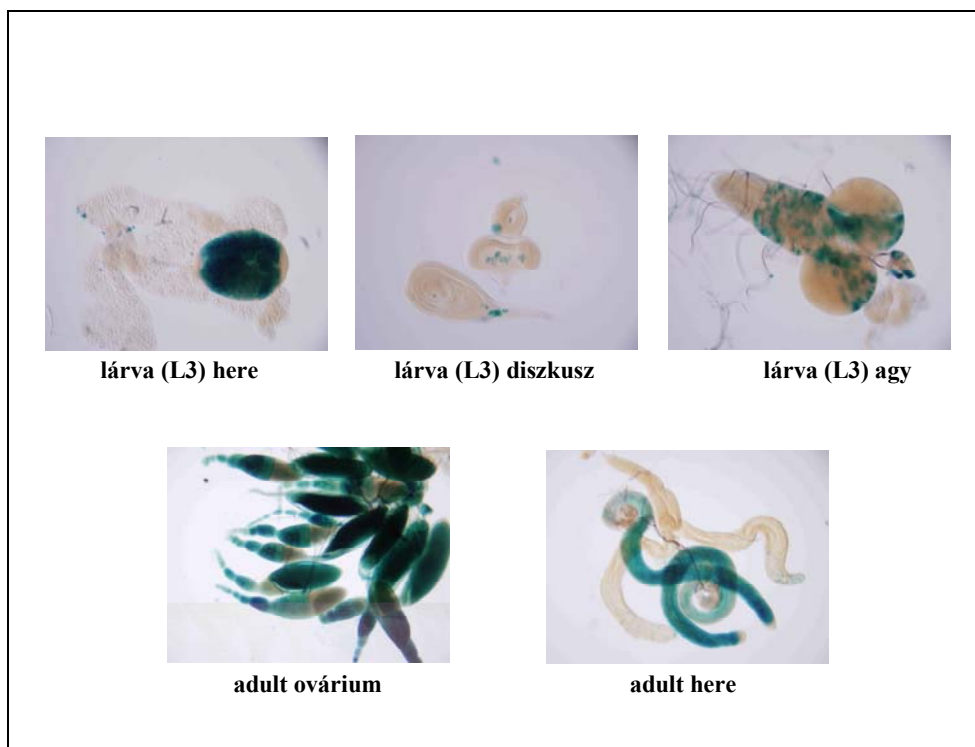 lárva (L3) here
lárva (L3) diszkusz
lárva (L3) agy
adult ovárium
adult here